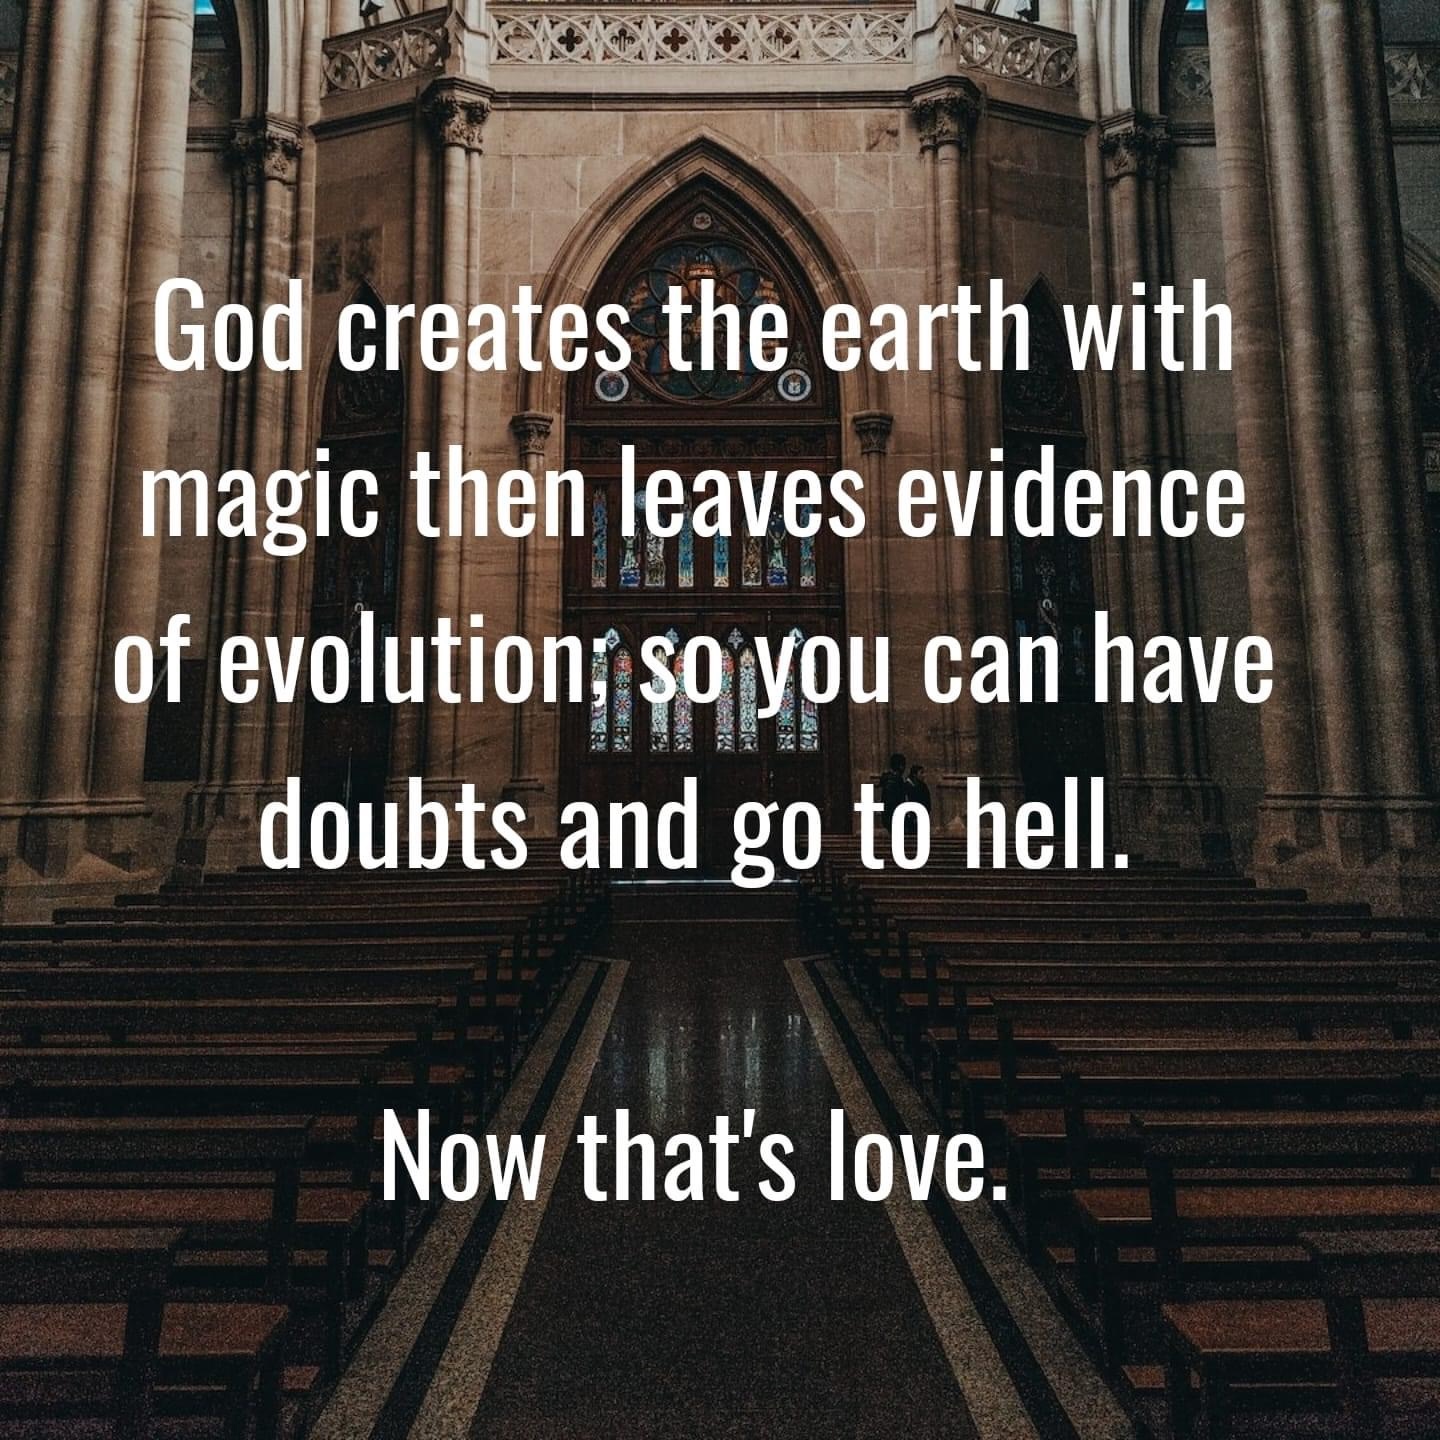 God creates the earth with
magic then leaves evidence
of evolution; so you can have
doubts and go to hell.
Now that's love.